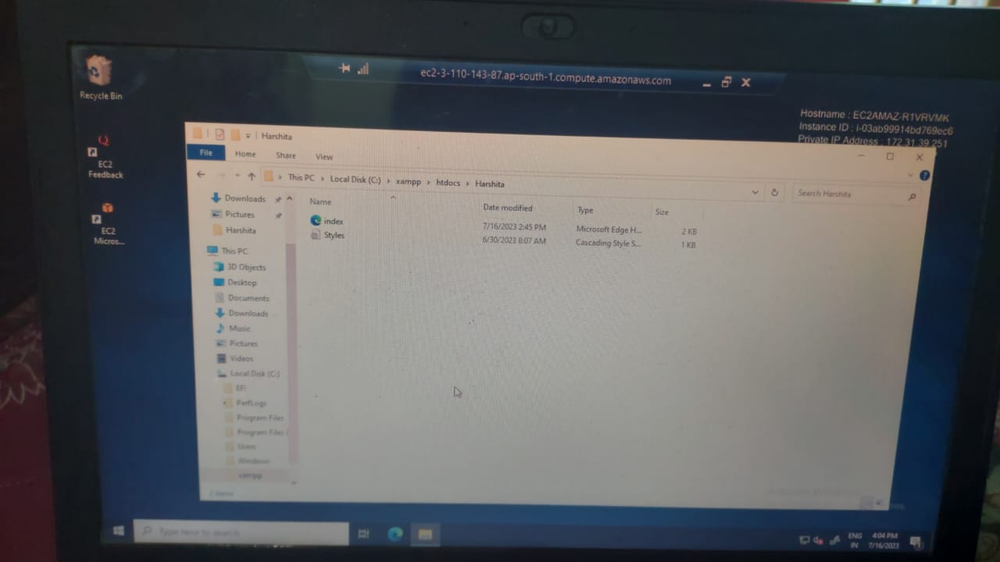 Recycle Bin
ec2-3-110-143-87.ap-south-1.compute.amazonaws.com
Hostname : EC2AMAZ-R1VRVMK
Instance ID : i-03ab99914bd769ec6
Private IP Address : 172.31.39.251
EC2
Feedback
EC2
Micros...
Harshita
File Home Share View
This PC > Local Disk (C:) > xampp > htdocs > Harshita
Search Harshita
Name Date modified Type Size
index 7/16/2023 2:45 PM Microsoft Edge H... 2 KB
Styles 6/30/2023 8:07 AM Cascading Style S... 1 KB
Downloads
Pictures
Harshita
This PC
3D Objects
Desktop
Documents
Downloads
Music
Pictures
Videos
Local Disk (C:)
EFI
PerfLogs
Program Files
Program Files (
Users
Windows
xampp
2 items
Type here to search
ENG
IN
4:04 PM
7/16/2023